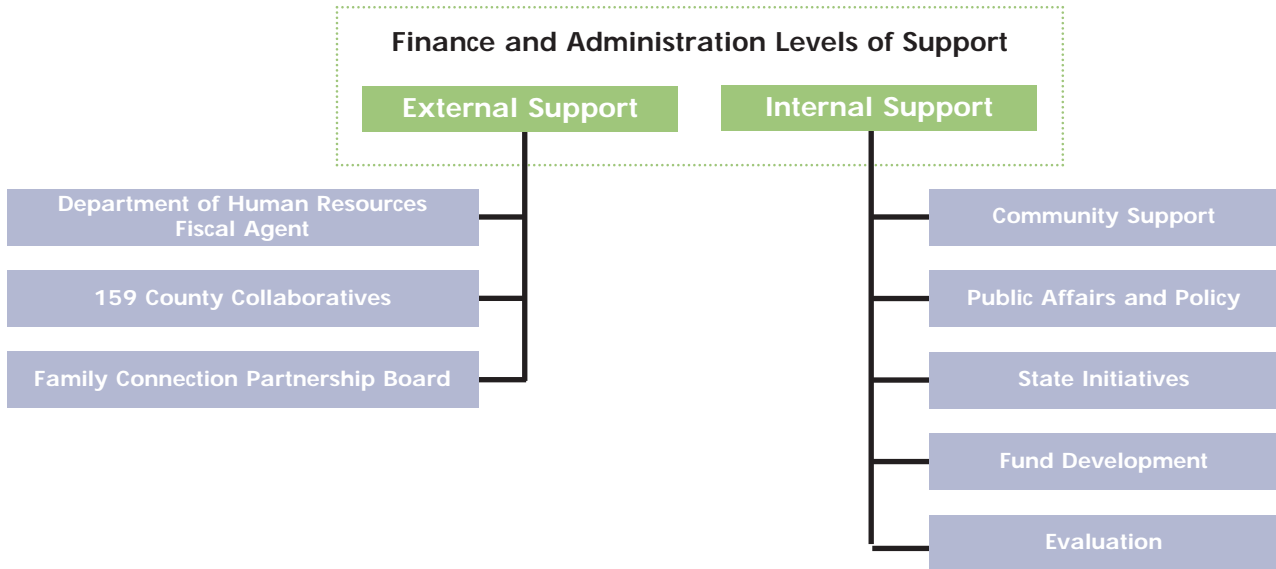 Finance and Administration Levels of Support
External Support
Internal Support
Department of Human Resources
Fiscal Agent
159 County Collaboratives
Family Connection Partnership Board
Community Support
Public Affairs and Policy
State Initiatives
Fund Development
Evaluation